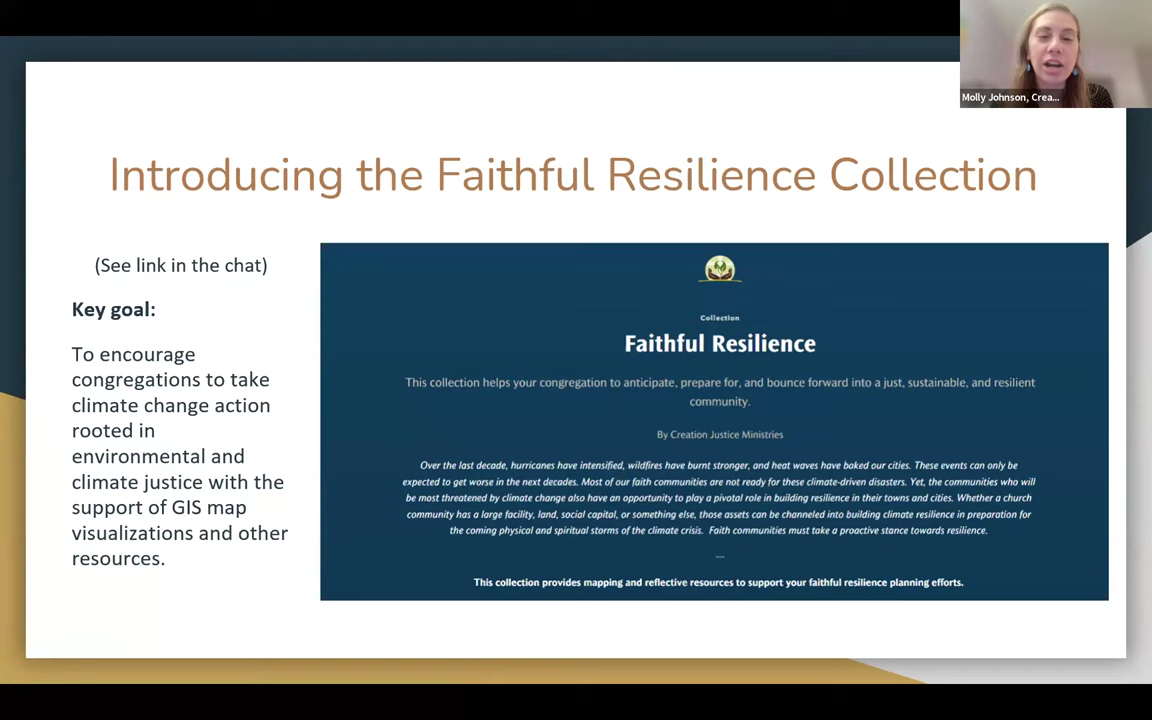 Molly Johnson, Crea...
Introducing the Faithful Resilience Collection
(See link in the chat)
Key goal:
To encourage
congregations to take
climate change action
rooted in
environmental and
climate justice with the
support of GIS map
visualizations and other
resources.
Collection
Faithful Resilience
This collection helps your congregation to anticipate, prepare for, and bounce forward into a just, sustainable, and resilient
community.
By Creation Justice Ministries
Over the last decade, hurricanes have intensified, wildfires have burnt stronger, and heat waves have baked our cities. These events can only be
expected to get worse in the next decades. Most of our faith communities are not ready for these climate-driven disasters. Yet, the communities who will
be most threatened by climate change also have an opportunity to play a pivotal role in building resilience in their towns and cities. Whether a church
community has a large facility, land, social capital, or something else, those assets can be channeled into building climate resilience in preparation for
the coming physical and spiritual storms of the climate crisis. Faith communities must take a proactive stance towards resilience.
—
This collection provides mapping and reflective resources to support your faithful resilience planning efforts.